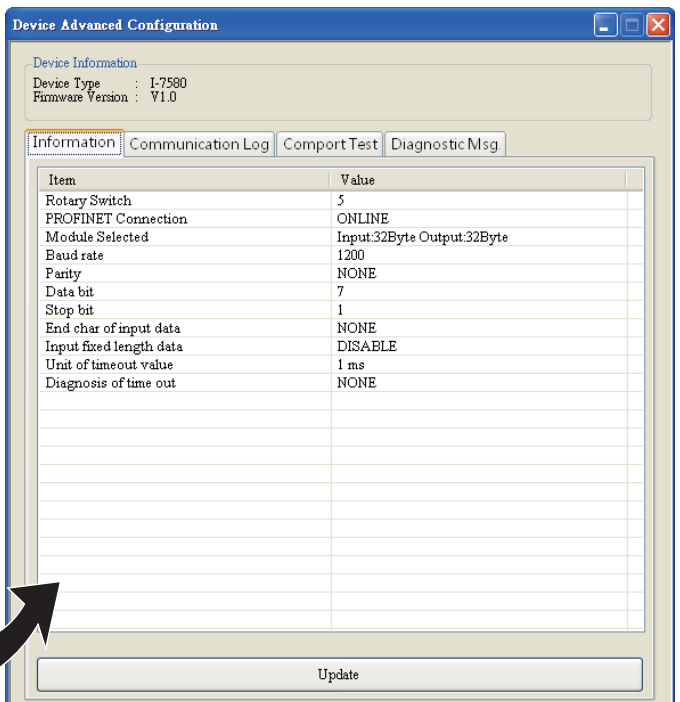 Device Advanced Configuration
Device Information
Device Type : I-7580
Firmware Version : V1.0
Information Communication Log Comport Test Diagnostic Msg.
Item Value
Rotary Switch 5
PROFINET Connection ONLINE
Module Selected Input:32Byte Output:32Byte
Baud rate 1200
Parity NONE
Data bit 7
Stop bit 1
End char of input data NONE
Input fixed length data DISABLE
Unit of timeout value 1 ms
Diagnosis of time out NONE
Update